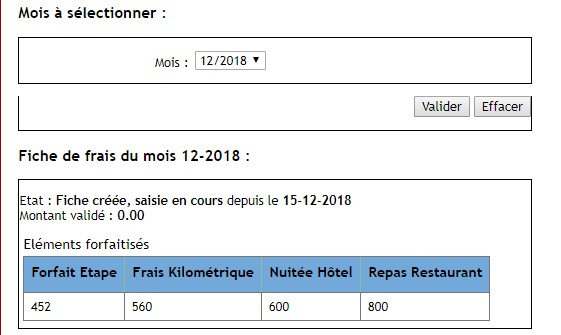 Mois à sélectionner :
Mois : 12/2018
Valider Effacer
Fiche de frais du mois 12-2018 :
Etat : Fiche créée, saisie en cours depuis le 15-12-2018
Montant validé : 0.00
Eléments forfaitisés
Forfait Etape Frais Kilométrique Nuitée Hôtel Repas Restaurant
452 560 600 800